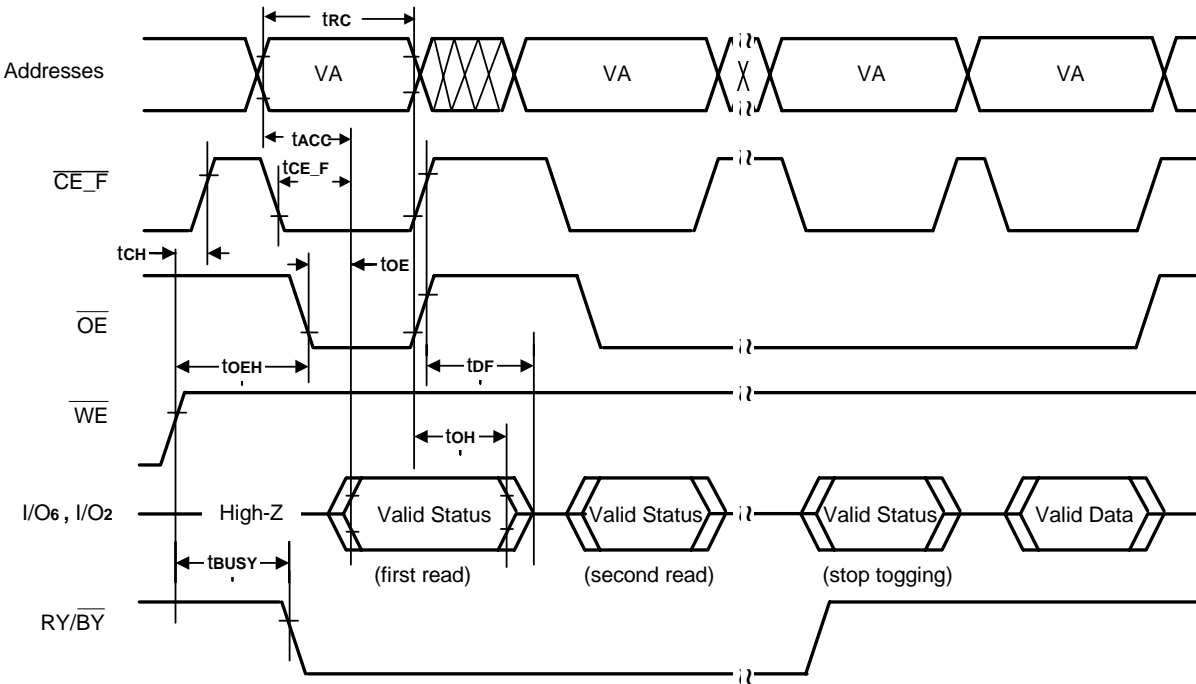 tRC
Addresses VA VA VA VA
tACC
CE_F tCE_F
tCH tOE
OE
tOEH tDF
WE
tOH
I/O6 , I/O2 High-Z Valid Status Valid Status Valid Status Valid Data
tBUSY (first read) (second read) (stop togging)
RY/BY